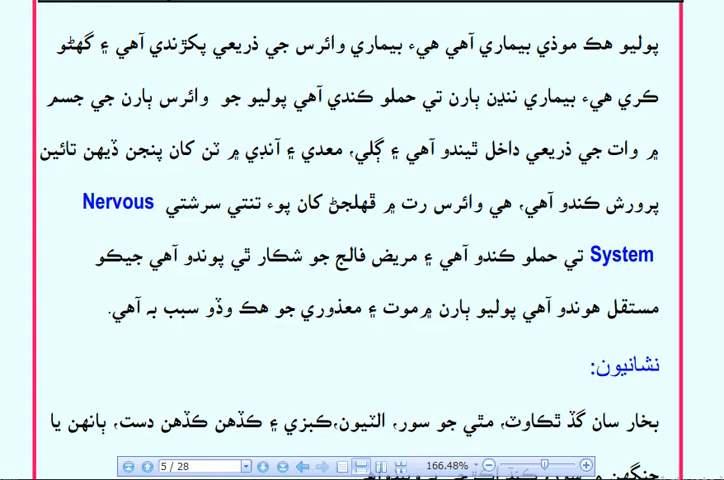 پوليو هڪ موذي بيماري آهي هيء بيماري وائرس جي ذريعي پکڙندي آهي ۽ گهڻو
ڪري هيء بيماري ننڍن ٻارن تي حملو ڪندي آهي پوليو جو وائرس ٻارن جي جسم
۾ وات جي ذريعي داخل ٿيندو آهي ۽ ڳلي، معدي ۽ آنڊي ۾ ٽن کان پنجن ڏيهن تائين
پرورش ڪندو آهي، هي وائرس رت ۾ ڦهلجڻ کان پوء تنتي سرشتي Nervous
System تي حملو ڪندو آهي ۽ مريض فالج جو شڪار ٿي پوندو آهي جيڪو
مستقل هوندو آهي پوليو ٻارن ۾ موت ۽ معذوري جو هڪ وڏو سبب بہ آهي.
نشانيون:
بخار سان گڏ ٿڪاوٽ، مٿي جو سور، الٽيون،ڪبزي ۽ ڪڏهن ڪڏهن دست، ٻانهن يا
5 / 28
166.48%